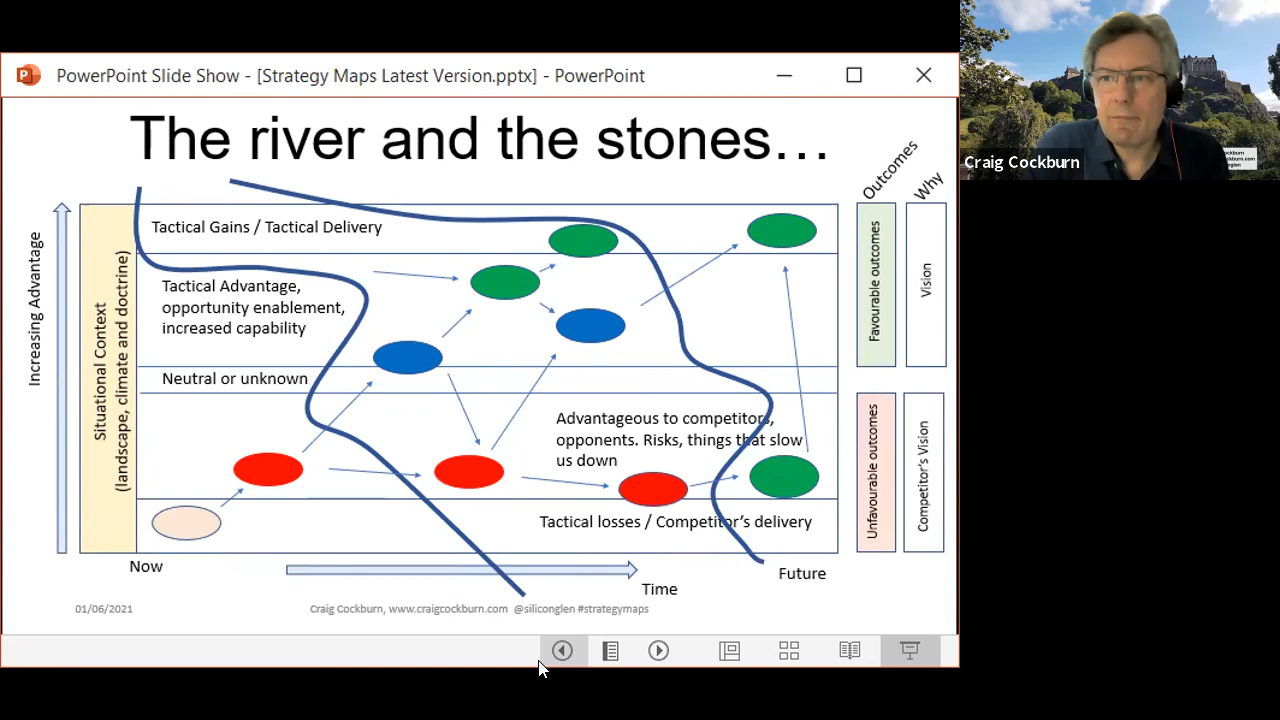 PowerPoint Slide Show - [Strategy Maps Latest Version.pptx] - PowerPoint
Craig Cockburn
The river and the stones…
Outcomes
Why
Increasing Advantage
Situational Context
(landscape, climate and doctrine)
Tactical Gains / Tactical Delivery
Tactical Advantage,
opportunity enablement,
increased capability
Neutral or unknown
Advantageous to competitors,
opponents. Risks, things that slow
us down
Tactical losses / Competitor's delivery
Favourable outcomes
Vision
Unfavourable outcomes
Competitor's Vision
Now
Time
Future
01/06/2021
Craig Cockburn, www.craigcockburn.com @siliconglen #strategymaps